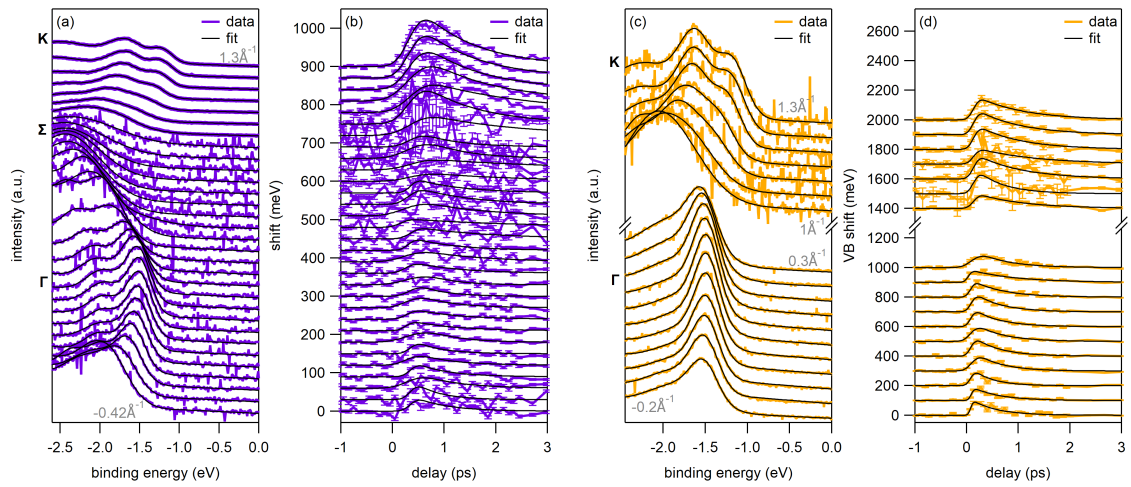 (a)
data
fit
K
1.3Å⁻¹
Σ
Γ
-0.42Å⁻¹
intensity (a.u.)
-2.5 -2.0 -1.5 -1.0 -0.5 0.0
binding energy (eV)
(b)
data
fit
1000
900
800
700
600
500
400
300
200
100
0
shift (meV)
-1 0 1 2 3
delay (ps)
(c)
data
fit
K
1.3Å⁻¹
1Å⁻¹
0.3Å⁻¹
Γ
-0.2Å⁻¹
intensity (a.u.)
-2.0 -1.5 -1.0 -0.5 0.0
binding energy (eV)
(d)
data
fit
2600
2400
2200
2000
1800
1600
1400
1200
1000
800
600
400
200
0
VB shift (meV)
-1 0 1 2 3
delay (ps)